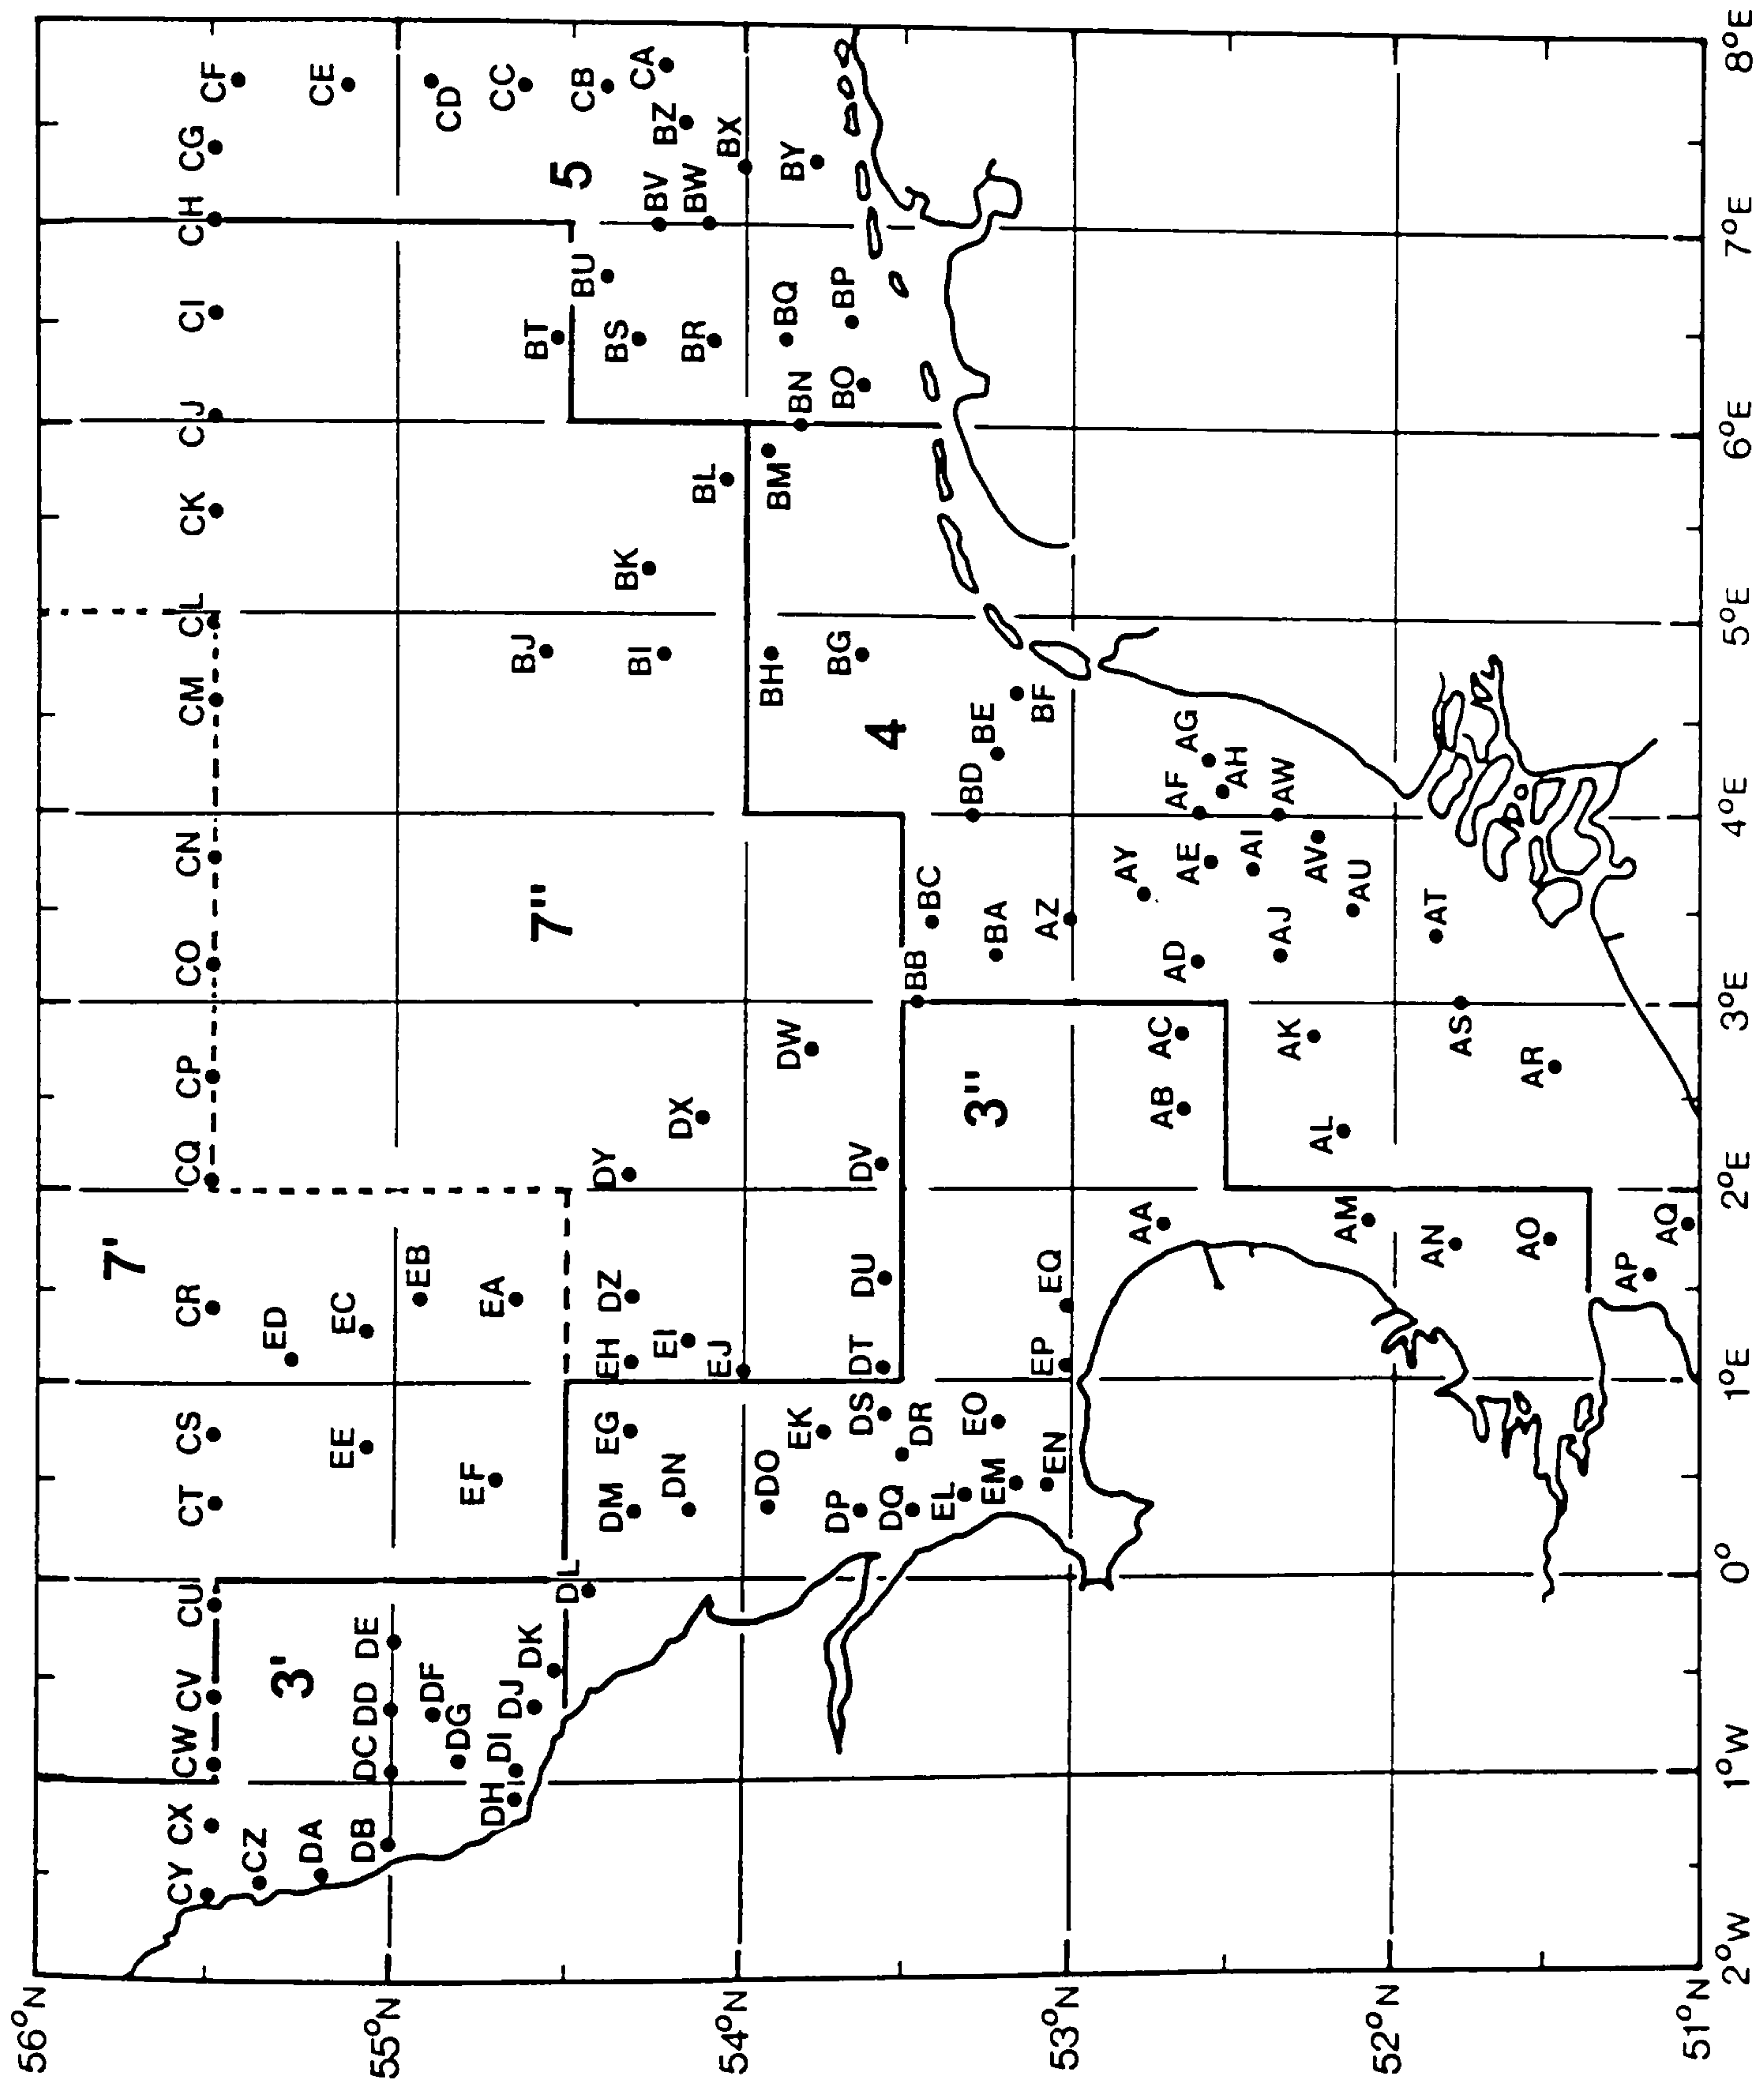 56°N
7'
CY CX CW CV CU CT CS CR CQ CP CO CN CM CL CK CJ CI CH CG CF
CZ ED
3'
DA EE EC CE
DB DC DD DE
55°N
DF EB CD
DG EF
DH DI EA CC
DJ BJ
DK 7'' BT
DL 5
EG EH DZ DY BU CB
DM BK BS
DN EI DX BI BV BZ CA
EJ BL BR BW
54°N
BX
DO EK DW BH BM BN BQ BY
DP DS DT DU DV BG BO BP
DQ DR BB BC 4
EL EO 3'' BA BD BE
EM
EN EP EQ AZ BF
53°N
AA AB AC AD AY
AE AF AG
AH
AK AJ AI AW
AL AV
AM AU
52°N
AN AS AT
AO AR
AP
AQ
51°N
2°W 1°W 0° 1°E 2°E 3°E 4°E 5°E 6°E 7°E 8°E